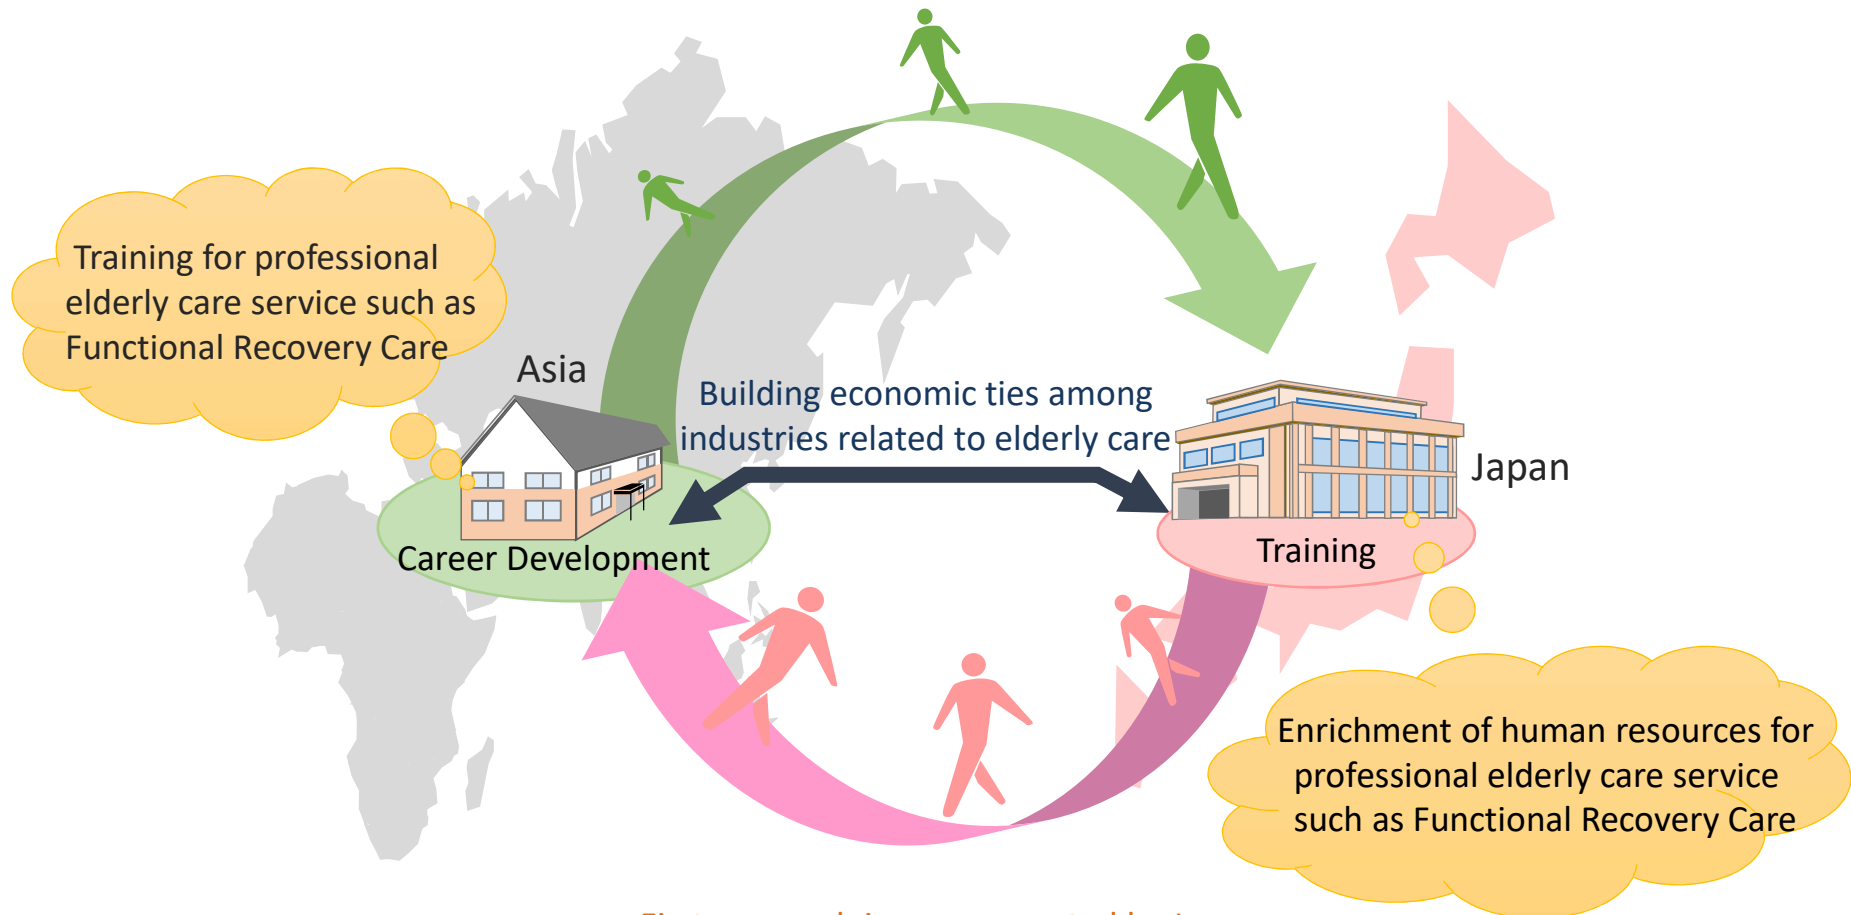 Training for professional
elderly care service such as
Functional Recovery Care
Asia
Building economic ties among
industries related to elderly care
Japan
Career Development
Training
Enrichment of human resources for
professional elderly care service
such as Functional Recovery Care